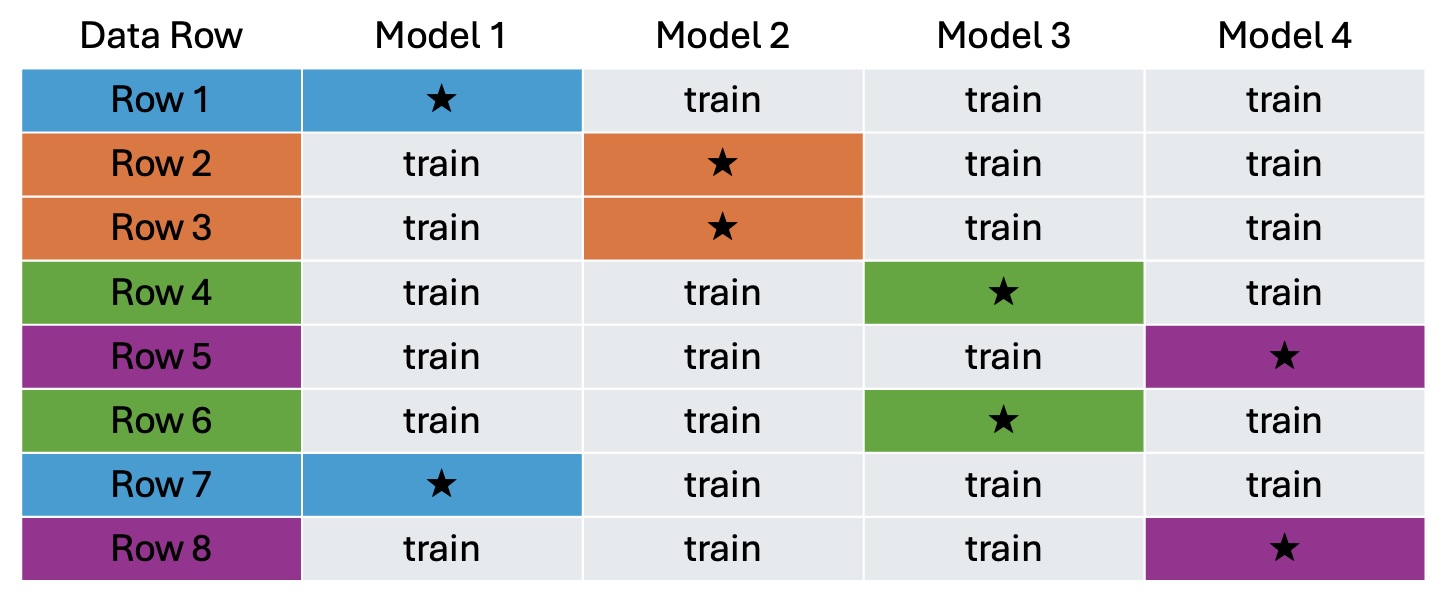 Data Row Model 1 Model 2 Model 3 Model 4
Row 1 ★ train train train
Row 2 train ★ train train
Row 3 train ★ train train
Row 4 train train ★ train
Row 5 train train train ★
Row 6 train train ★ train
Row 7 ★ train train train
Row 8 train train train ★